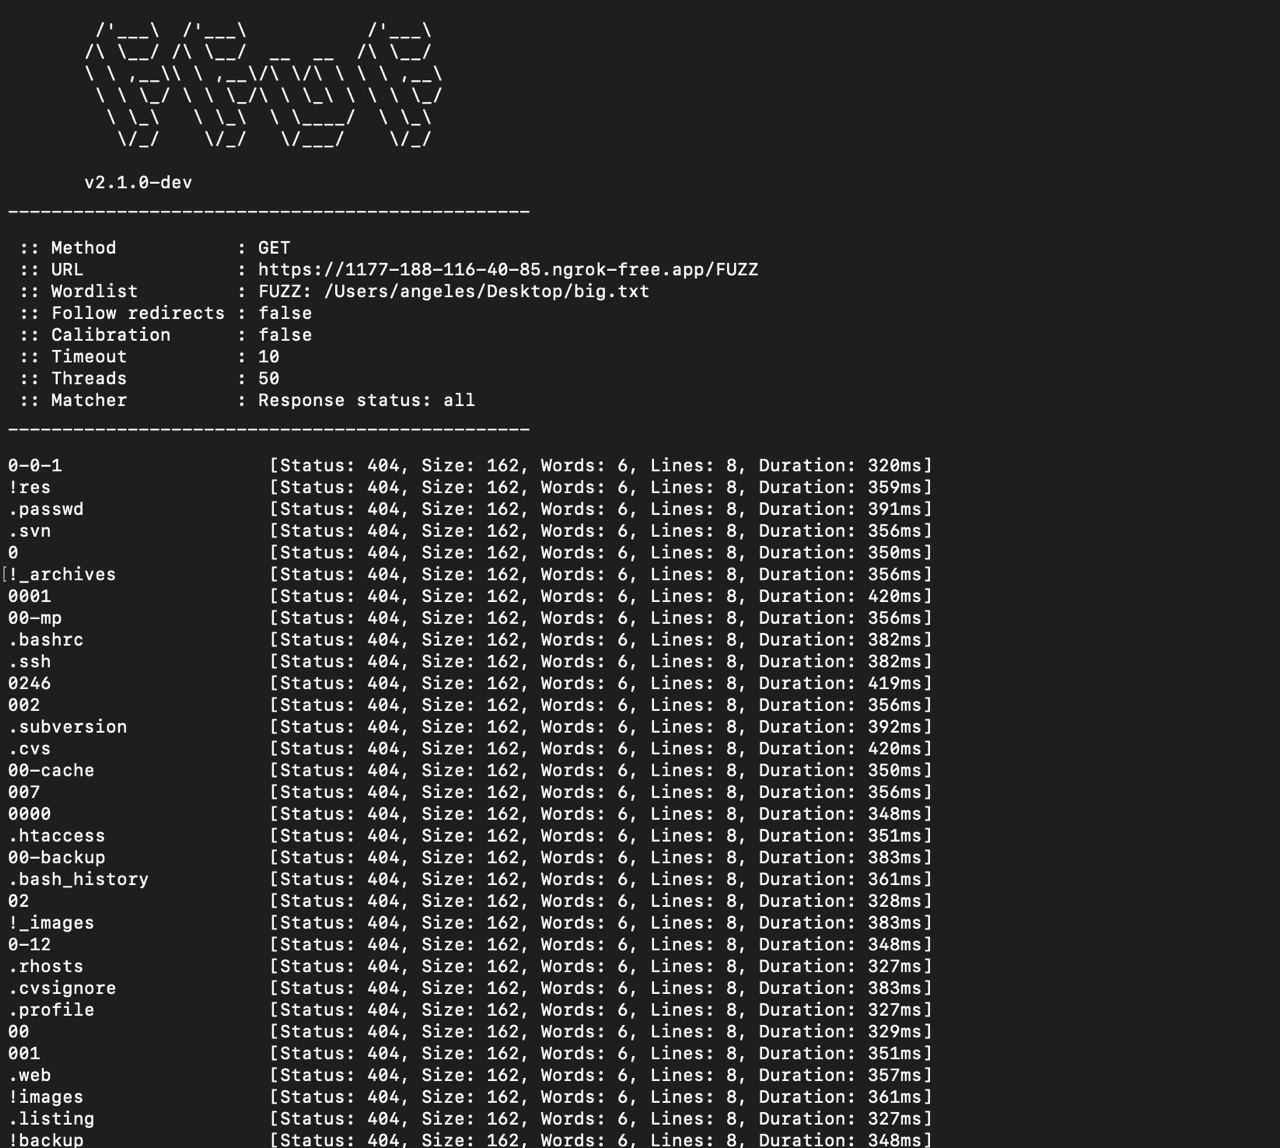 /'___\  /'___\           /'___\
/\ \__/ /\ \__/  __  __  /\ \__/
\ \ ,__\\ \ ,__\/\ \/\ \ \ \ ,__\
 \ \ \_/ \ \ \_/\ \ \_\ \ \ \ \_/
  \ \_\   \ \_\  \ \____/  \ \_\
   \/_/    \/_/   \/___/    \/_/
v2.1.0-dev
________________________________________________
:: Method           : GET
:: URL              : https://1177-188-116-40-85.ngrok-free.app/FUZZ
:: Wordlist         : FUZZ: /Users/angeles/Desktop/big.txt
:: Follow redirects : false
:: Calibration      : false
:: Timeout          : 10
:: Threads          : 50
:: Matcher          : Response status: all
________________________________________________
0-0-1                   [Status: 404, Size: 162, Words: 6, Lines: 8, Duration: 320ms]
!res                    [Status: 404, Size: 162, Words: 6, Lines: 8, Duration: 359ms]
.passwd                 [Status: 404, Size: 162, Words: 6, Lines: 8, Duration: 391ms]
.svn                    [Status: 404, Size: 162, Words: 6, Lines: 8, Duration: 356ms]
0                       [Status: 404, Size: 162, Words: 6, Lines: 8, Duration: 350ms]
[!_archives              [Status: 404, Size: 162, Words: 6, Lines: 8, Duration: 356ms]
0001                    [Status: 404, Size: 162, Words: 6, Lines: 8, Duration: 420ms]
00-mp                   [Status: 404, Size: 162, Words: 6, Lines: 8, Duration: 356ms]
.bashrc                 [Status: 404, Size: 162, Words: 6, Lines: 8, Duration: 382ms]
.ssh                    [Status: 404, Size: 162, Words: 6, Lines: 8, Duration: 382ms]
0246                    [Status: 404, Size: 162, Words: 6, Lines: 8, Duration: 419ms]
002                     [Status: 404, Size: 162, Words: 6, Lines: 8, Duration: 356ms]
.subversion             [Status: 404, Size: 162, Words: 6, Lines: 8, Duration: 392ms]
.cvs                    [Status: 404, Size: 162, Words: 6, Lines: 8, Duration: 420ms]
00-cache                [Status: 404, Size: 162, Words: 6, Lines: 8, Duration: 350ms]
007                     [Status: 404, Size: 162, Words: 6, Lines: 8, Duration: 356ms]
0000                    [Status: 404, Size: 162, Words: 6, Lines: 8, Duration: 348ms]
.htaccess               [Status: 404, Size: 162, Words: 6, Lines: 8, Duration: 351ms]
00-backup               [Status: 404, Size: 162, Words: 6, Lines: 8, Duration: 383ms]
.bash_history           [Status: 404, Size: 162, Words: 6, Lines: 8, Duration: 361ms]
02                      [Status: 404, Size: 162, Words: 6, Lines: 8, Duration: 328ms]
!_images                [Status: 404, Size: 162, Words: 6, Lines: 8, Duration: 383ms]
0-12                    [Status: 404, Size: 162, Words: 6, Lines: 8, Duration: 348ms]
.rhosts                 [Status: 404, Size: 162, Words: 6, Lines: 8, Duration: 327ms]
.cvsignore              [Status: 404, Size: 162, Words: 6, Lines: 8, Duration: 383ms]
.profile                [Status: 404, Size: 162, Words: 6, Lines: 8, Duration: 327ms]
00                      [Status: 404, Size: 162, Words: 6, Lines: 8, Duration: 329ms]
001                     [Status: 404, Size: 162, Words: 6, Lines: 8, Duration: 351ms]
.web                    [Status: 404, Size: 162, Words: 6, Lines: 8, Duration: 357ms]
!images                 [Status: 404, Size: 162, Words: 6, Lines: 8, Duration: 361ms]
.listing                [Status: 404, Size: 162, Words: 6, Lines: 8, Duration: 327ms]
!backup                 [Status: 404, Size: 162, Words: 6, Lines: 8, Duration: 348ms]